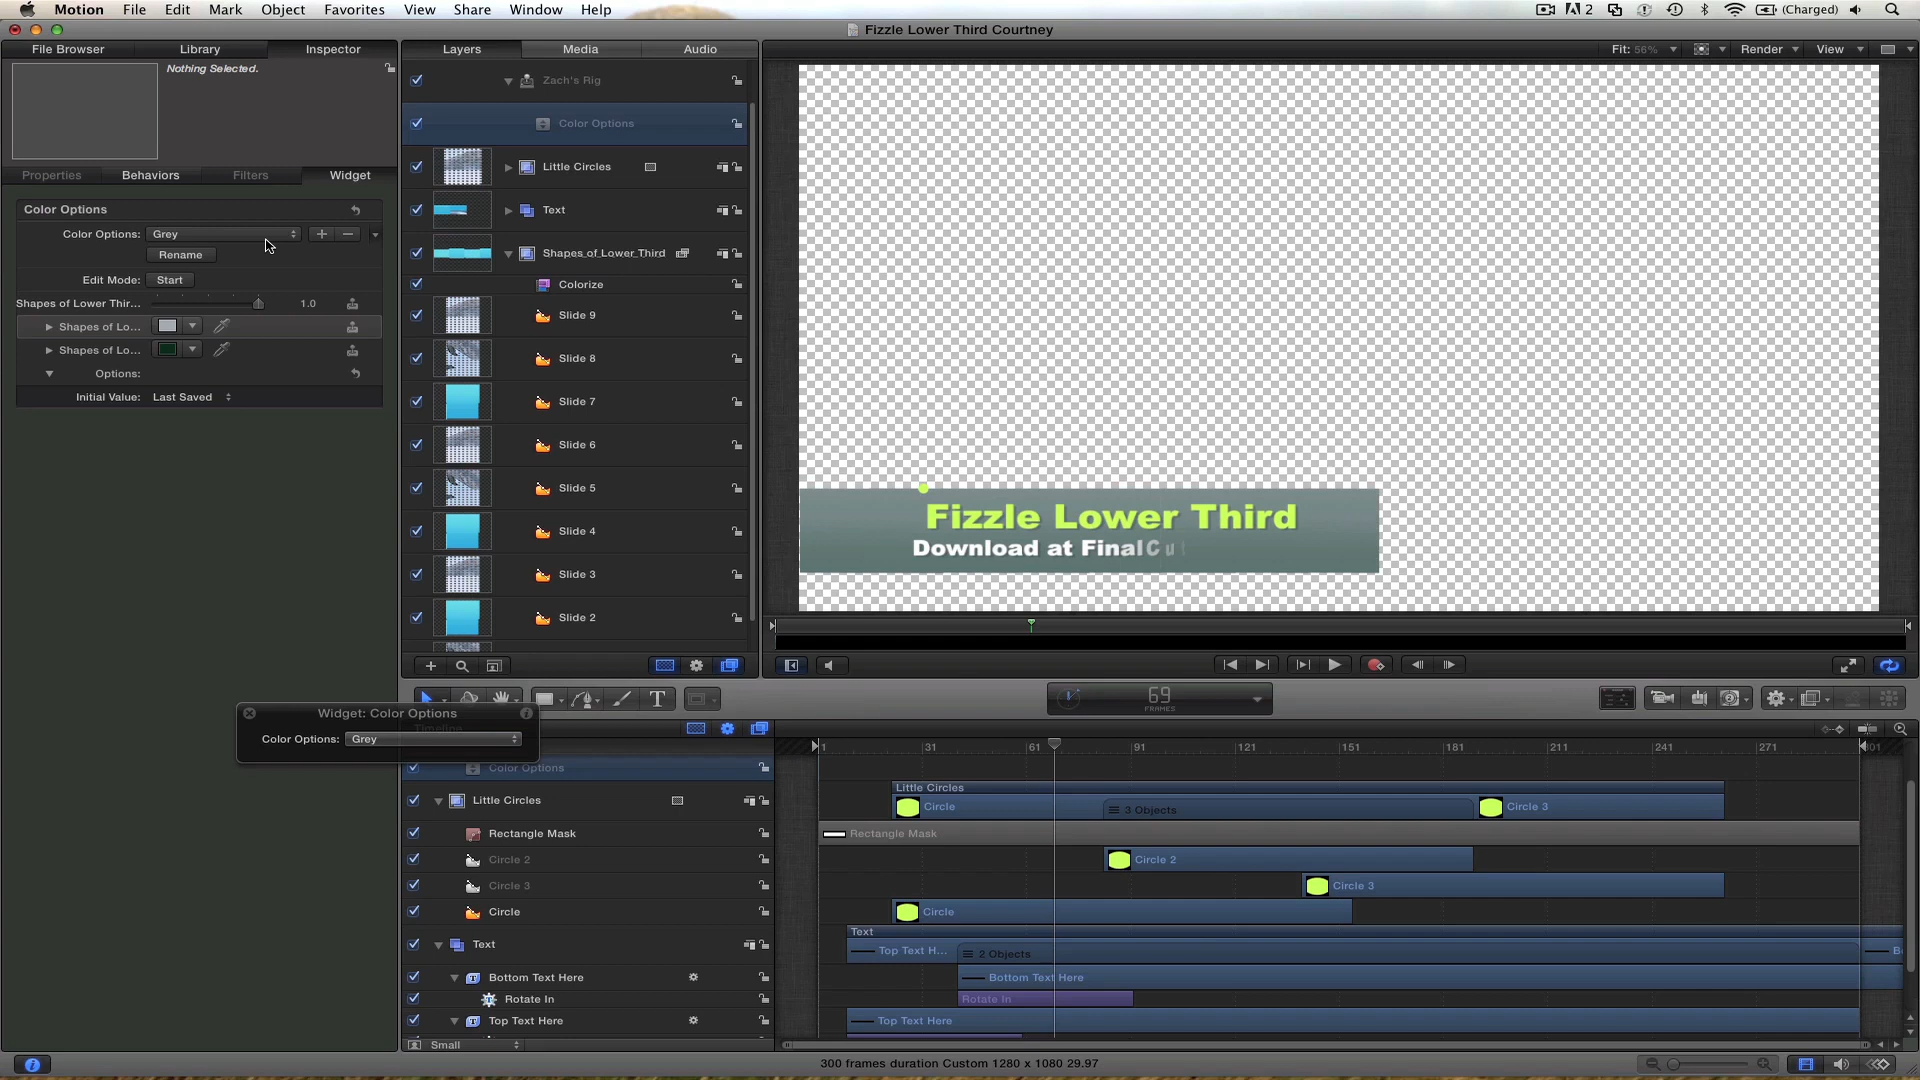 Motion File Edit Mark Object Favorites View Share Window Help
2 (Charged)
Fizzle Lower Third Courtney
File Browser Library Inspector
Layers Media Audio
Fit: 56% Render View
Nothing Selected.
Properties Behaviors Filters Widget
Color Options
Color Options: Grey
Rename
Edit Mode: Start
Shapes of Lower Thir... 1.0
Shapes of Lo...
Shapes of Lo...
Options:
Initial Value: Last Saved
Zach's Rig
Color Options
Little Circles
Text
Shapes of Lower Third
Colorize
Slide 9
Slide 8
Slide 7
Slide 6
Slide 5
Slide 4
Slide 3
Slide 2
Fizzle Lower Third
Download at FinalCut
69
FRAMES
Widget: Color Options
Color Options: Grey
Timeline
1 31 61 91 121 151 181 211 241 271 301
Color Options
Little Circles
Rectangle Mask
Circle 2
Circle 3
Circle
Text
Bottom Text Here
Rotate In
Top Text Here
Small
Little Circles
Circle 3 Objects Circle 3
Rectangle Mask
Circle 2
Circle 3
Circle
Text
Top Text H... 2 Objects
Bottom Text Here
Rotate In
Top Text Here
300 frames duration Custom 1280 x 1080 29.97